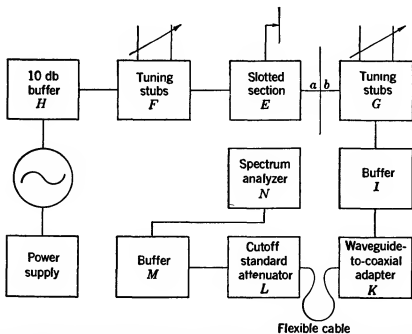 10 db
buffer
H
Tuning
stubs
F
Slotted
section
E
a b
Tuning
stubs
G
Spectrum
analyzer
N
Buffer
I
Power
supply
Buffer
M
Cutoff
standard
attenuator
L
Waveguide-
to-coaxial
adapter
K
Flexible cable